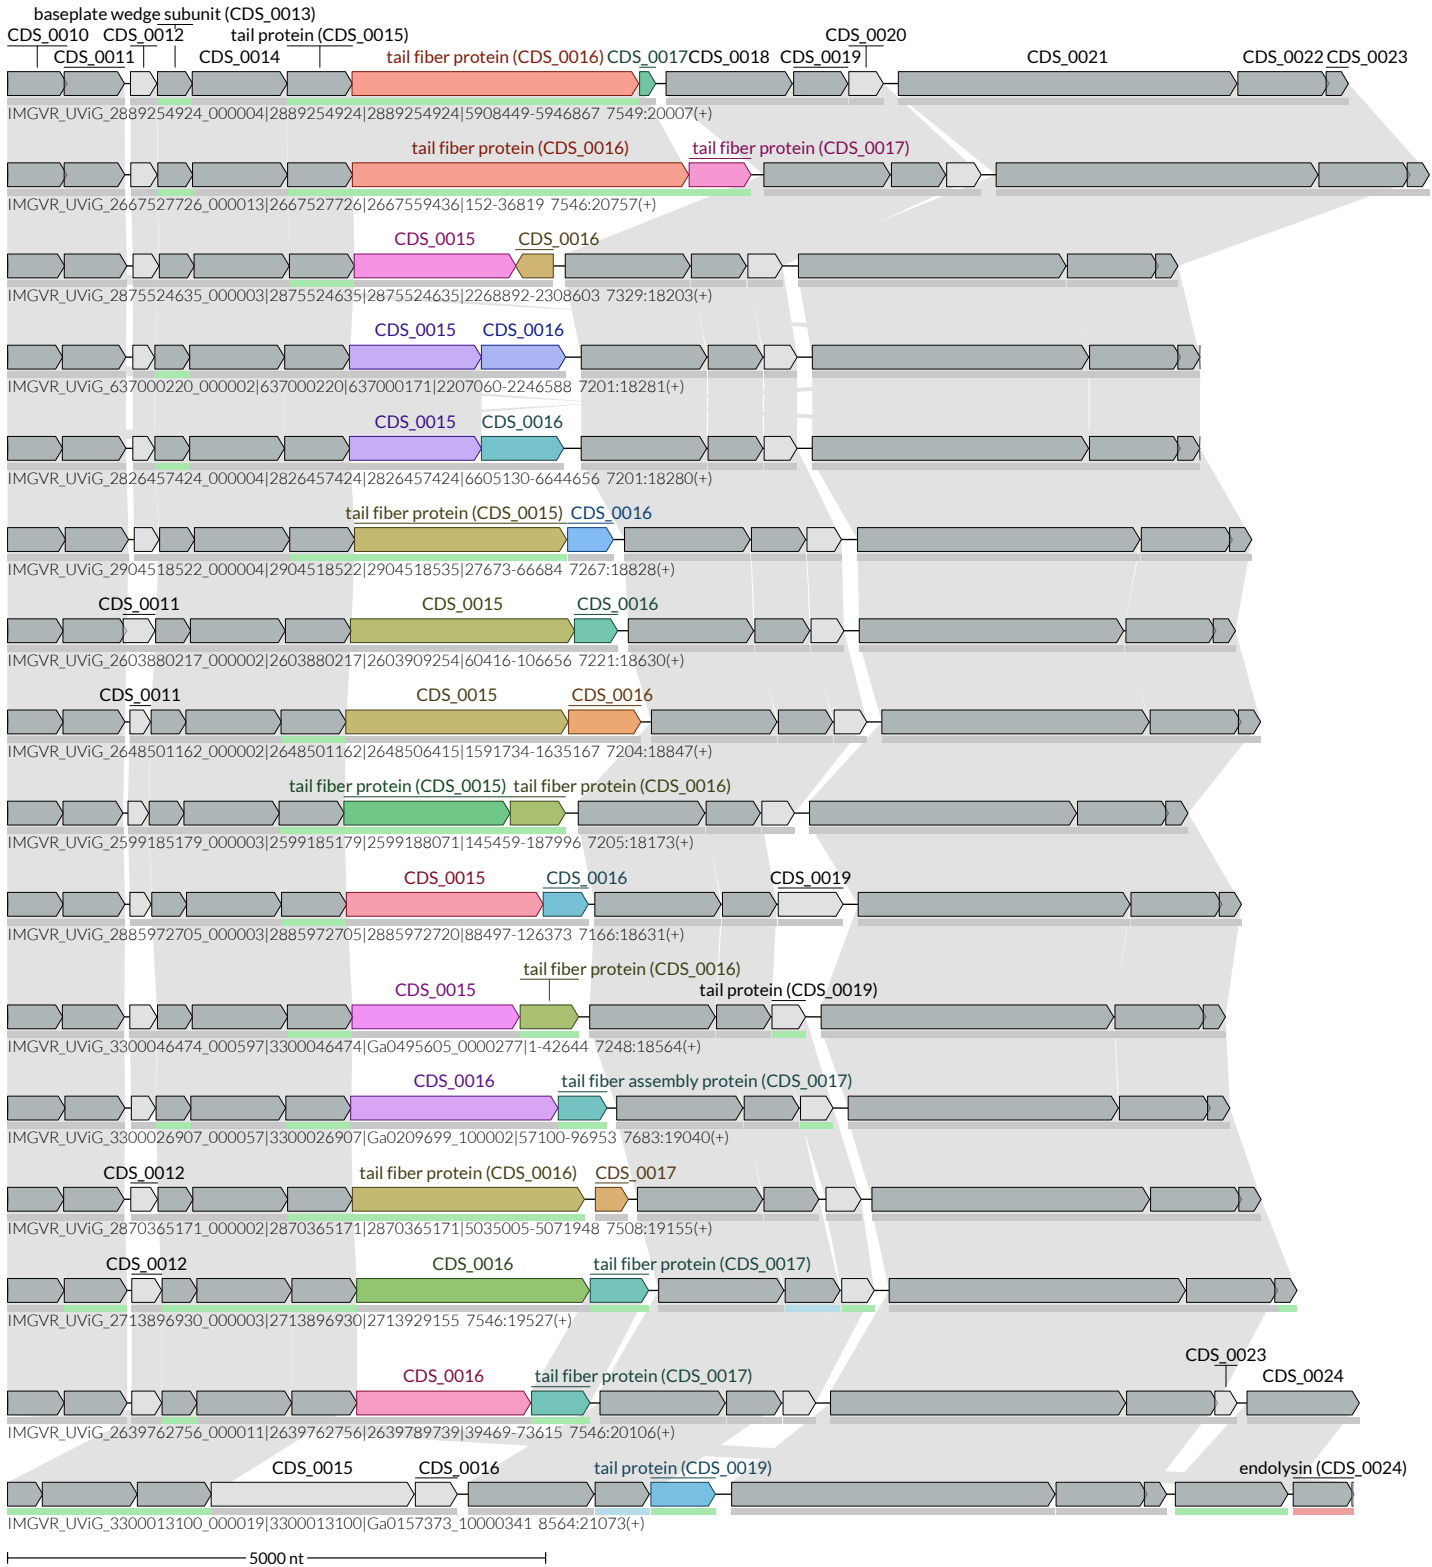 baseplate wedge subunit (CDS_0013)
CDS_0010 CDS_0012 tail protein (CDS_0015) CDS_0020
CDS_0011 CDS_0014 tail fiber protein (CDS_0016) CDS_0017 CDS_0018 CDS_0019 CDS_0021 CDS_0022 CDS_0023
IMGVR_UViG_2889254924_000004|2889254924|2889254924|5908449-5946867 7549:20007(+)
tail fiber protein (CDS_0016) tail fiber protein (CDS_0017)
IMGVR_UViG_2667527726_000013|2667527726|2667559436|152-36819 7546:20757(+)
CDS_0015 CDS_0016
IMGVR_UViG_2875524635_000003|2875524635|2875524635|2268892-2308603 7329:18203(+)
CDS_0015 CDS_0016
IMGVR_UViG_637000220_000002|637000220|637000171|2207060-2246588 7201:18281(+)
CDS_0015 CDS_0016
IMGVR_UViG_2826457424_000004|2826457424|2826457424|6605130-6644656 7201:18280(+)
tail fiber protein (CDS_0015) CDS_0016
IMGVR_UViG_2904518522_000004|2904518522|2904518535|27673-66684 7267:18828(+)
CDS_0011 CDS_0015 CDS_0016
IMGVR_UViG_2603880217_000002|2603880217|2603909254|60416-106656 7221:18630(+)
CDS_0011 CDS_0015 CDS_0016
IMGVR_UViG_2648501162_000002|2648501162|2648506415|1591734-1635167 7204:18847(+)
tail fiber protein (CDS_0015) tail fiber protein (CDS_0016)
IMGVR_UViG_2599185179_000003|2599185179|2599188071|145459-187996 7205:18173(+)
CDS_0015 CDS_0016 CDS_0019
IMGVR_UViG_2885972705_000003|2885972705|2885972720|88497-126373 7166:18631(+)
tail fiber protein (CDS_0016)
CDS_0015 tail protein (CDS_0019)
IMGVR_UViG_3300046474_000597|3300046474|Ga0495605_0000277|1-42644 7248:18564(+)
CDS_0016 tail fiber assembly protein (CDS_0017)
IMGVR_UViG_3300026907_000057|3300026907|Ga0209699_100002|57100-96953 7683:19040(+)
CDS_0012 tail fiber protein (CDS_0016) CDS_0017
IMGVR_UViG_2870365171_000002|2870365171|2870365171|5035005-5071948 7508:19155(+)
CDS_0012 CDS_0016 tail fiber protein (CDS_0017)
IMGVR_UViG_2713896930_000003|2713896930|2713929155 7546:19527(+)
CDS_0023
CDS_0016 tail fiber protein (CDS_0017) CDS_0024
IMGVR_UViG_2639762756_000011|2639762756|2639789739|39469-73615 7546:20106(+)
CDS_0015 CDS_0016 tail protein (CDS_0019) endolysin (CDS_0024)
IMGVR_UViG_3300013100_000019|3300013100|Ga0157373_10000341 8564:21073(+)
5000 nt